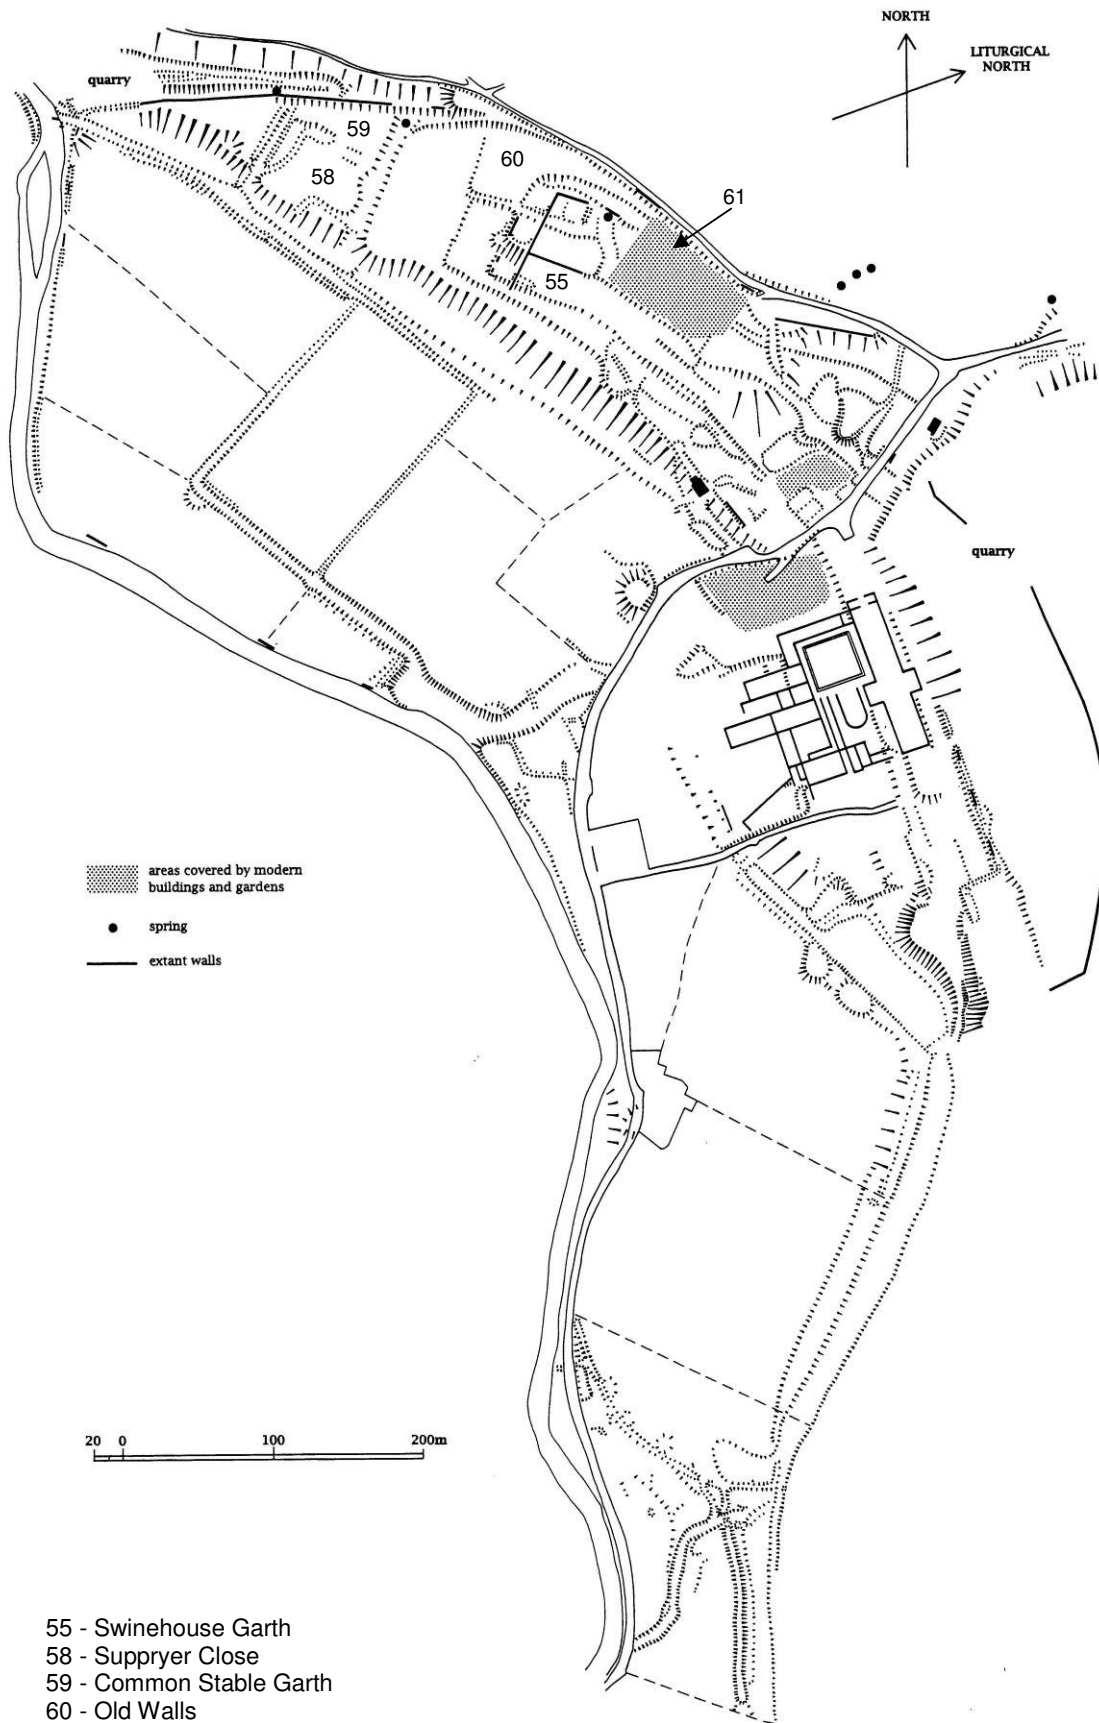 NORTH
LITURGICAL
NORTH
quarry
59
58
60
61
55
quarry
areas covered by modern
buildings and gardens
spring
extant walls
20 0 100 200m
55 - Swinehouse Garth
58 - Suppryer Close
59 - Common Stable Garth
60 - Old Walls